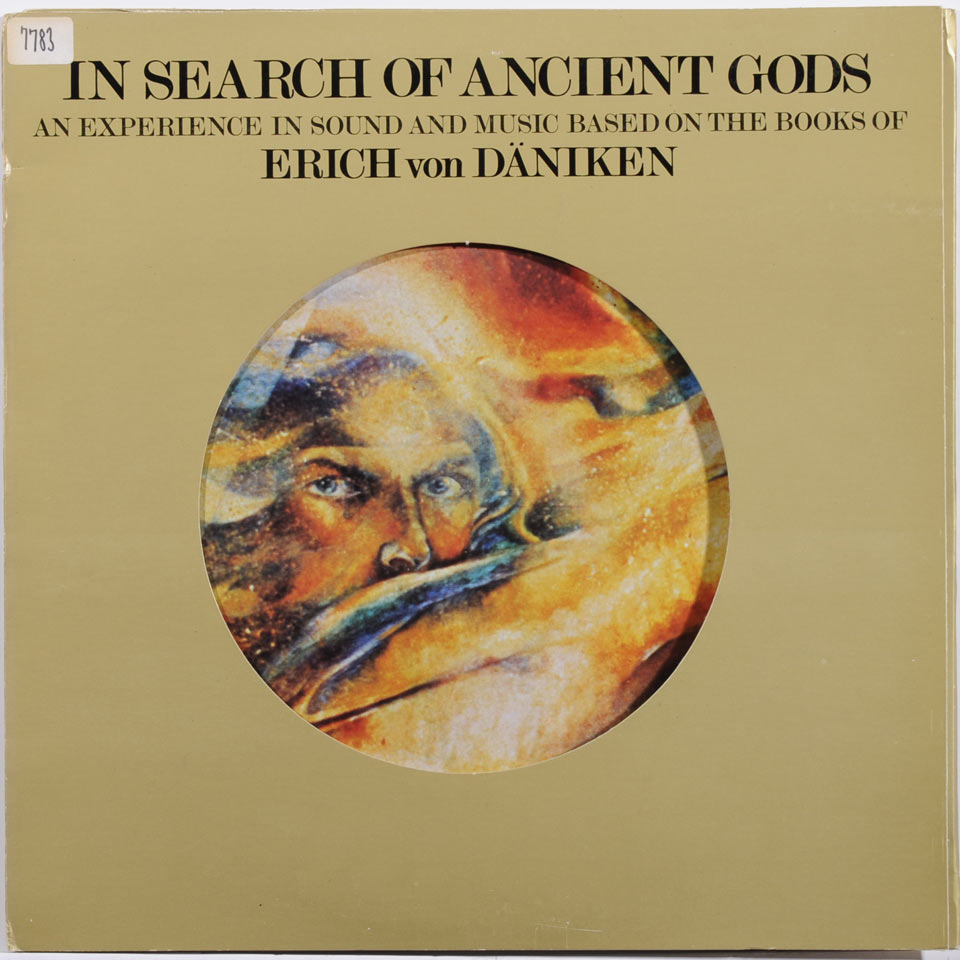 7783
IN SEARCH OF ANCIENT GODS
AN EXPERIENCE IN SOUND AND MUSIC BASED ON THE BOOKS OF
ERICH von DÄNIKEN